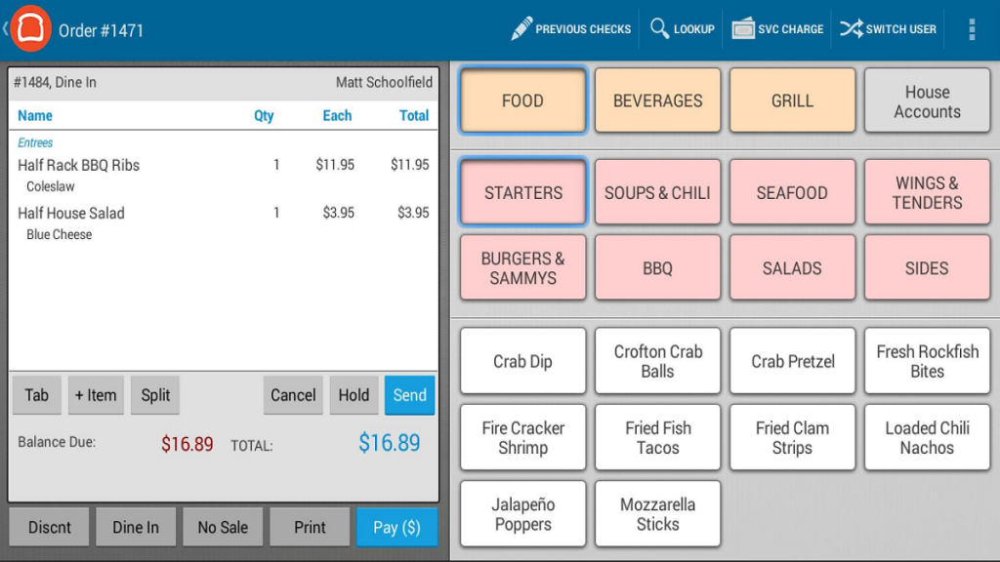 Order #1471
PREVIOUS CHECKS
LOOKUP
SVC CHARGE
SWITCH USER
#1484, Dine In Matt Schoolfield
Name Qty Each Total
Entrees
Half Rack BBQ Ribs 1 $11.95 $11.95
Coleslaw
Half House Salad 1 $3.95 $3.95
Blue Cheese
Tab + Item Split Cancel Hold Send
Balance Due: $16.89 TOTAL: $16.89
Discnt Dine In No Sale Print Pay ($)
FOOD
BEVERAGES
GRILL
House
Accounts
STARTERS
SOUPS & CHILI
SEAFOOD
WINGS &
TENDERS
BURGERS &
SAMMYS
BBQ
SALADS
SIDES
Crab Dip
Crofton Crab
Balls
Crab Pretzel
Fresh Rockfish
Bites
Fire Cracker
Shrimp
Fried Fish
Tacos
Fried Clam
Strips
Loaded Chili
Nachos
Jalapeño
Poppers
Mozzarella
Sticks